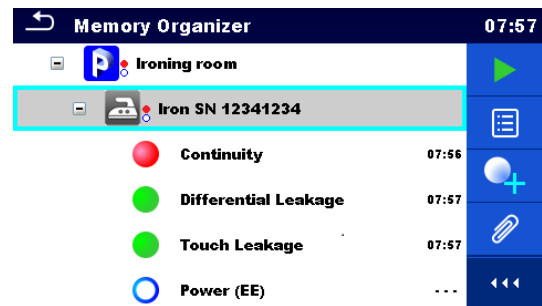 Memory Organizer 07:57
Ironing room
Iron SN 12341234
Continuity 07:56
Differential Leakage 07:57
Touch Leakage 07:57
Power (EE) ---